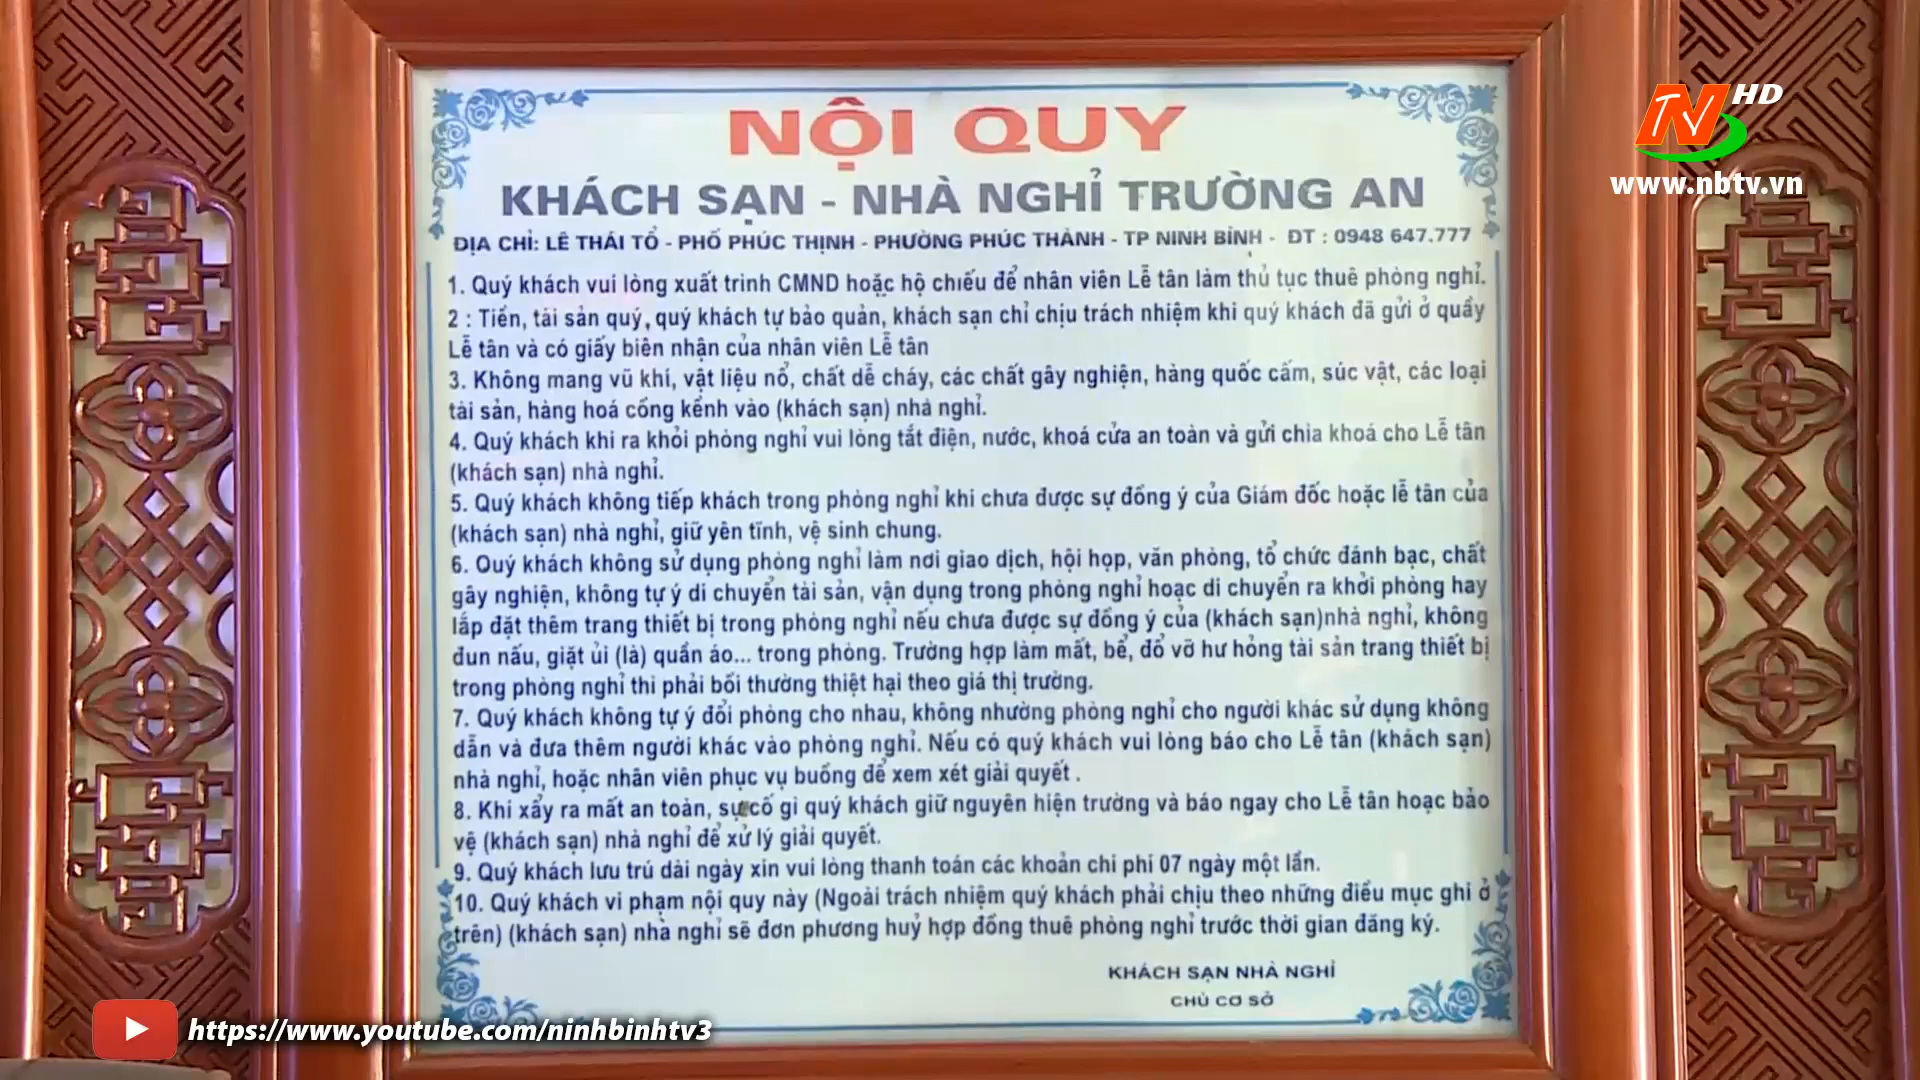 NỘI QUY
KHÁCH SẠN - NHÀ NGHỈ TRƯỜNG AN
ĐỊA CHỈ: LÊ THÁI TỔ - PHỐ PHÚC THỊNH - PHƯỜNG PHÚC THÀNH - TP NINH BÌNH - ĐT : 0948 647.777
1. Quý khách vui lòng xuất trình CMND hoặc hộ chiếu để nhân viên Lễ tân làm thủ tục thuê phòng nghỉ.
2 : Tiền, tài sản quý, quý khách tự bảo quản, khách sạn chỉ chịu trách nhiệm khi quý khách đã gửi ở quầy
Lễ tân và có giấy biên nhận của nhân viên Lễ tân
3. Không mang vũ khí, vật liệu nổ, chất dễ cháy, các chất gây nghiện, hàng quốc cấm, súc vật, các loại
tài sản, hàng hoá cồng kềnh vào (khách sạn) nhà nghỉ.
4. Quý khách khi ra khỏi phòng nghỉ vui lòng tắt điện, nước, khoá cửa an toàn và gửi chìa khoá cho Lễ tân
(khách sạn) nhà nghỉ.
5. Quý khách không tiếp khách trong phòng nghỉ khi chưa được sự đồng ý của Giám đốc hoặc lễ tân của
(khách sạn) nhà nghỉ, giữ yên tĩnh, vệ sinh chung.
6. Quý khách không sử dụng phòng nghỉ làm nơi giao dịch, hội họp, văn phòng, tổ chức đánh bạc, chất
gây nghiện, không tự ý di chuyển tài sản, vận dụng trong phòng nghỉ hoạc di chuyển ra khởi phòng hay
lắp đặt thêm trang thiết bị trong phòng nghỉ nếu chưa được sự đồng ý của (khách sạn)nhà nghỉ, không
đun nấu, giặt ủi (là) quần áo... trong phòng. Trường hợp làm mất, bể, đổ vỡ hư hỏng tài sản trang thiết bị
trong phòng nghỉ thì phải bồi thường thiệt hại theo giá thị trường.
7. Quý khách không tự ý đổi phòng cho nhau, không nhường phòng nghỉ cho người khác sử dụng không
dẫn và đưa thêm người khác vào phòng nghỉ. Nếu có quý khách vui lòng báo cho Lễ tân (khách sạn)
nhà nghỉ, hoặc nhân viên phục vụ buồng để xem xét giải quyết .
8. Khi xẩy ra mất an toàn, sự cố gì quý khách giữ nguyên hiện trường và báo ngay cho Lễ tân hoạc bảo
vệ (khách sạn) nhà nghỉ để xử lý giải quyết.
9. Quý khách lưu trú dài ngày xin vui lòng thanh toán các khoản chi phí 07 ngày một lần.
10. Quý khách vi phạm nội quy này (Ngoài trách nhiệm quý khách phải chịu theo những điều mục ghi ở
trên) (khách sạn) nhà nghỉ sẽ đơn phương huỷ hợp đồng thuê phòng nghỉ trước thời gian đăng ký.
KHÁCH SẠN NHÀ NGHỈ
CHỦ CƠ SỞ
NTV HD
www.nbtv.vn
https://www.youtube.com/ninhbinhtv3